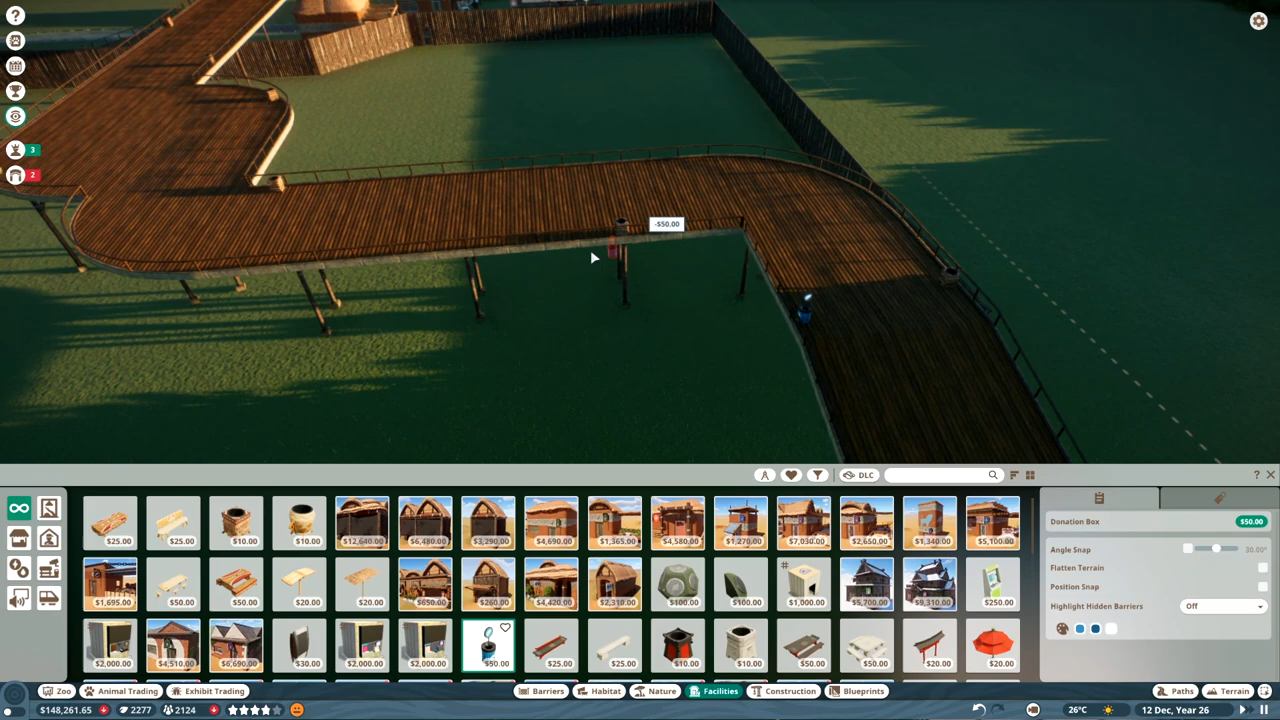 ?
3
2
-$50.00
DLC
?
$25.00 $25.00 $10.00 $10.00 $12,640.00 $6,480.00 $3,290.00 $4,690.00 $1,365.00 $4,580.00 $1,270.00 $7,030.00 $2,650.00 $1,340.00 $5,100.00
$1,695.00 $50.00 $50.00 $20.00 $20.00 $650.00 $260.00 $4,420.00 $2,310.00 $100.00 $100.00 $1,000.00 $5,700.00 $9,310.00 $250.00
$2,000.00 $4,510.00 $6,690.00 $30.00 $2,000.00 $2,000.00 $50.00 $25.00 $25.00 $10.00 $10.00 $50.00 $50.00 $20.00 $20.00
Donation Box $50.00
Angle Snap 30.00°
Flatten Terrain
Position Snap
Highlight Hidden Barriers Off
Zoo Animal Trading Exhibit Trading Barriers Habitat Nature Facilities Construction Blueprints Paths Terrain
$148,261.65 2277 2124 26°C 12 Dec, Year 26